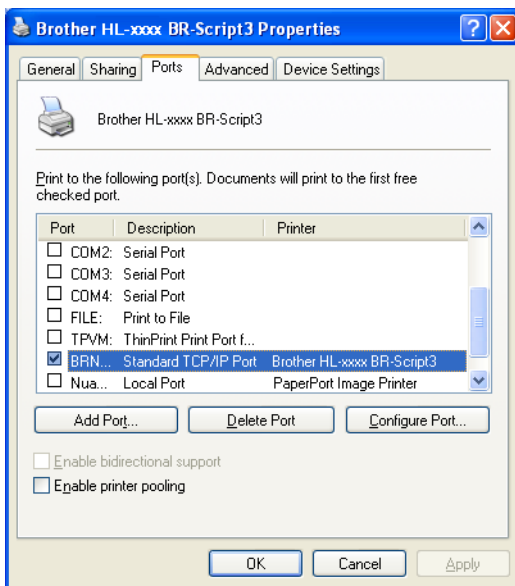 Brother HL-xxxx BR-Script3 Properties
General Sharing Ports Advanced Device Settings
Brother HL-xxxx BR-Script3
Print to the following port(s). Documents will print to the first free
checked port.
Port Description Printer
COM2: Serial Port
COM3: Serial Port
COM4: Serial Port
FILE: Print to File
TPVM: ThinPrint Print Port f...
BRN... Standard TCP/IP Port Brother HL-xxxx BR-Script3
Nua... Local Port PaperPort Image Printer
Add Port... Delete Port Configure Port...
Enable bidirectional support
Enable printer pooling
OK Cancel Apply